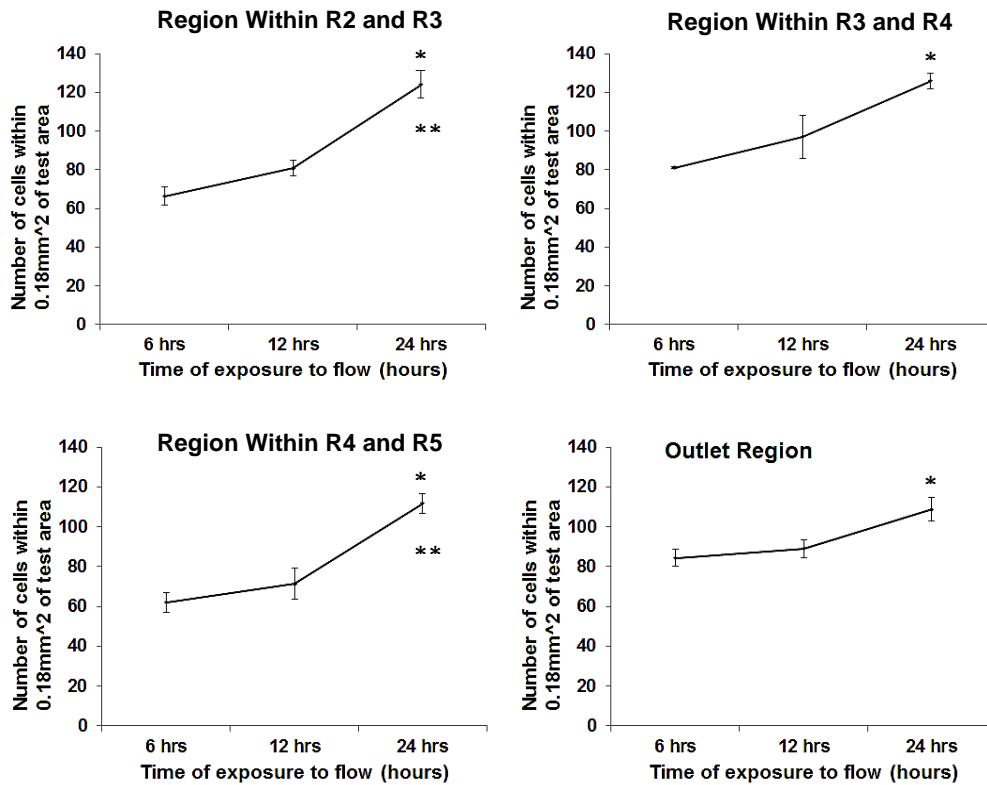 Region Within R2 and R3
140
120
100
80
60
40
20
0
Number of cells within
0.18mm^2 of test area
*
**
6 hrs 12 hrs 24 hrs
Time of exposure to flow (hours)
Region Within R3 and R4
140
120
100
80
60
40
20
0
Number of cells within
0.18mm^2 of test area
*
6 hrs 12 hrs 24 hrs
Time of exposure to flow (hours)
Region Within R4 and R5
140
120
100
80
60
40
20
0
Number of cells within
0.18mm^2 of test area
*
**
6 hrs 12 hrs 24 hrs
Time of exposure to flow (hours)
Outlet Region
140
120
100
80
60
40
20
0
Number of cells within
0.18mm^2 of test area
*
6 hrs 12 hrs 24 hrs
Time of exposure to flow (hours)